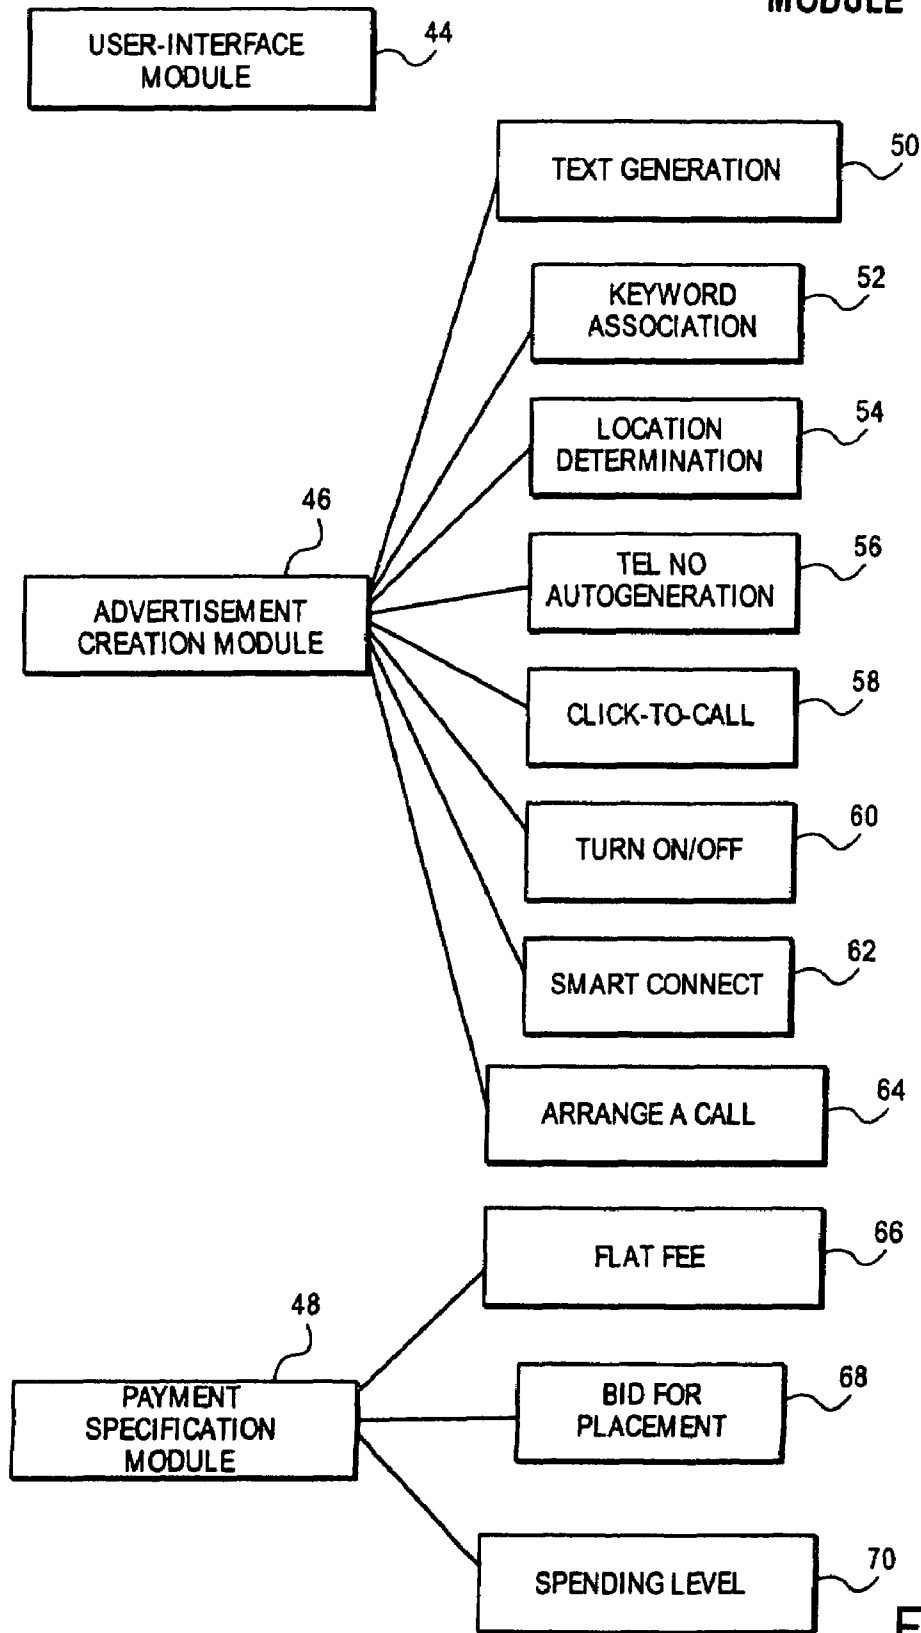 MODULE
USER-INTERFACE
MODULE
44
TEXT GENERATION
50
KEYWORD
ASSOCIATION
52
LOCATION
DETERMINATION
54
46
ADVERTISEMENT
CREATION MODULE
TEL NO
AUTOGENERATION
56
CLICK-TO-CALL
58
TURN ON/OFF
60
SMART CONNECT
62
ARRANGE A CALL
64
FLAT FEE
66
48
PAYMENT
SPECIFICATION
MODULE
BID FOR
PLACEMENT
68
SPENDING LEVEL
70